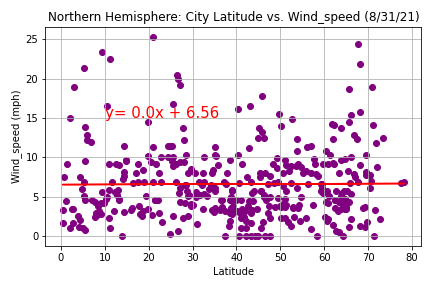 Northern Hemisphere: City Latitude vs. Wind_speed (8/31/21)
25
20
15
10
5
0
Wind_speed (mph)
y= 0.0x + 6.56
0 10 20 30 40 50 60 70 80
Latitude